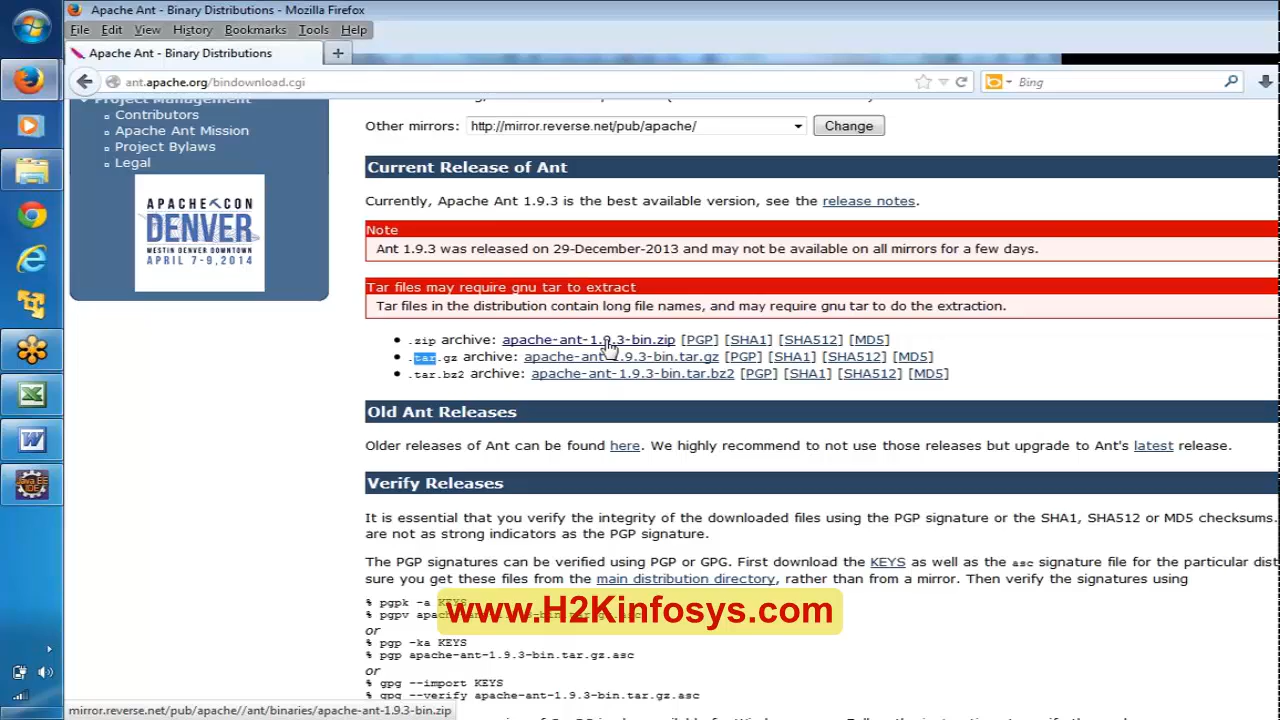 Apache Ant - Binary Distributions - Mozilla Firefox
File Edit View History Bookmarks Tools Help
Apache Ant - Binary Distributions +
ant.apache.org/bindownload.cgi Bing
Project Management
Contributors
Apache Ant Mission
Project Bylaws
Legal
APACHECON
DENVER
WESTIN DENVER DOWNTOWN
APRIL 7-9, 2014
Other mirrors: http://mirror.reverse.net/pub/apache/ Change
Current Release of Ant
Currently, Apache Ant 1.9.3 is the best available version, see the release notes.
Note
Ant 1.9.3 was released on 29-December-2013 and may not be available on all mirrors for a few days.
Tar files may require gnu tar to extract
Tar files in the distribution contain long file names, and may require gnu tar to do the extraction.
.zip archive: apache-ant-1.9.3-bin.zip [PGP] [SHA1] [SHA512] [MD5]
.tar.gz archive: apache-ant-1.9.3-bin.tar.gz [PGP] [SHA1] [SHA512] [MD5]
.tar.bz2 archive: apache-ant-1.9.3-bin.tar.bz2 [PGP] [SHA1] [SHA512] [MD5]
Old Ant Releases
Older releases of Ant can be found here. We highly recommend to not use those releases but upgrade to Ant's latest release.
Verify Releases
It is essential that you verify the integrity of the downloaded files using the PGP signature or the SHA1, SHA512 or MD5 checksums.
are not as strong indicators as the PGP signature.
The PGP signatures can be verified using PGP or GPG. First download the KEYS as well as the asc signature file for the particular dist
sure you get these files from the main distribution directory, rather than from a mirror. Then verify the signatures using
% pgpk -a KEYS
% pgpv
www.H2Kinfosys.com
or
% pgp -ka KEYS
% pgp apache-ant-1.9.3-bin.tar.gz.asc
or
% gpg --import KEYS
% gpg --verify apache-ant-1.9.3-bin.tar.gz.asc
mirror.reverse.net/pub/apache//ant/binaries/apache-ant-1.9.3-bin.zip
Java EE
IDE